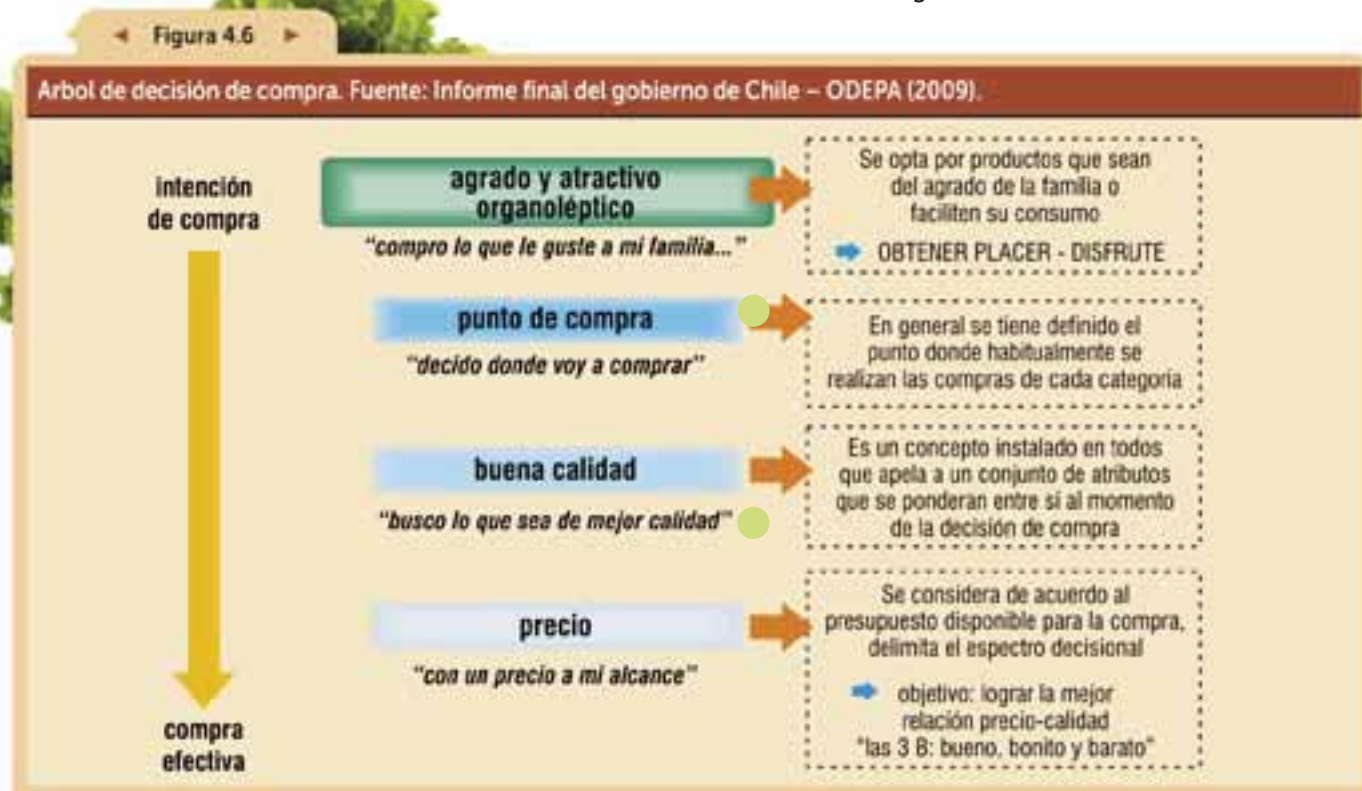 Figura 4.6
Arbol de decisión de compra. Fuente: Informe final del gobierno de Chile – ODEPA (2009).
intención
de compra
agrado y atractivo
organoléptico
"compro lo que le guste a mi familia..."
Se opta por productos que sean
del agrado de la familia o
faciliten su consumo
OBTENER PLACER - DISFRUTE
punto de compra
"decido donde voy a comprar"
En general se tiene definido el
punto donde habitualmente se
realizan las compras de cada categoría
buena calidad
"busco lo que sea de mejor calidad"
Es un concepto instalado en todos
que apela a un conjunto de atributos
que se ponderan entre sí al momento
de la decisión de compra
precio
"con un precio a mi alcance"
Se considera de acuerdo al
presupuesto disponible para la compra,
delimita el espectro decisional
objetivo: lograr la mejor
relación precio-calidad
"las 3 B: bueno, bonito y barato"
compra
efectiva